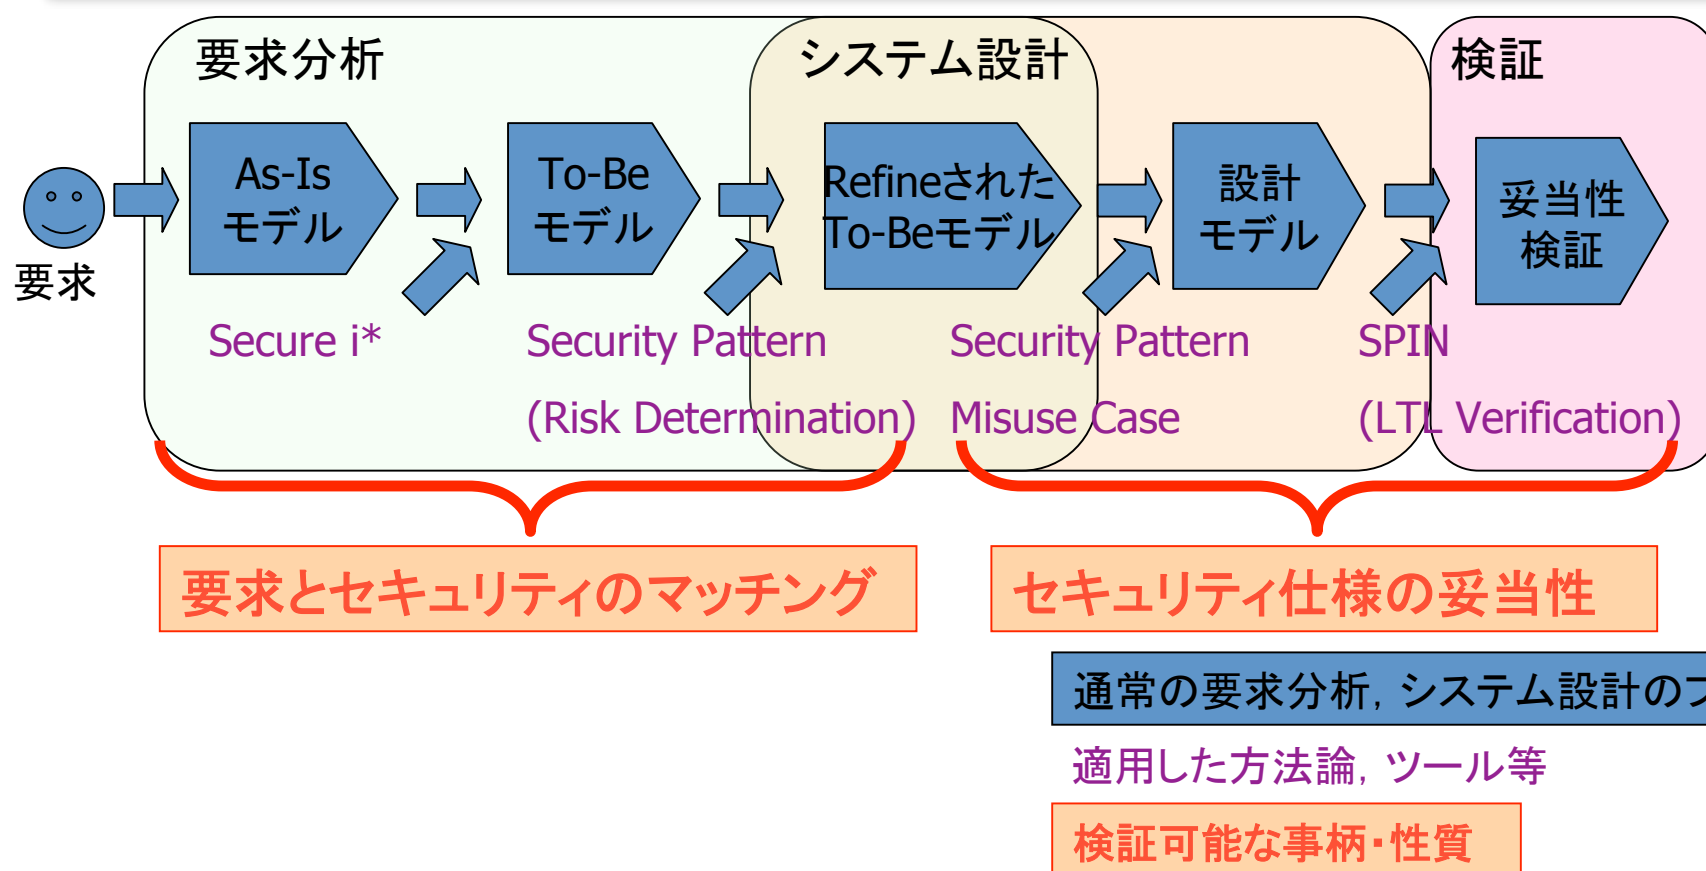 要求分析
システム設計
検証
要求
As-Is
モデル
To-Be
モデル
Refineされた
To-Beモデル
設計
モデル
妥当性
検証
Secure i*
Security Pattern
(Risk Determination)
Security Pattern
Misuse Case
SPIN
(LTL Verification)
要求とセキュリティのマッチング
セキュリティ仕様の妥当性
通常の要求分析, システム設計の
適用した方法論, ツール等
検証可能な事柄・性質